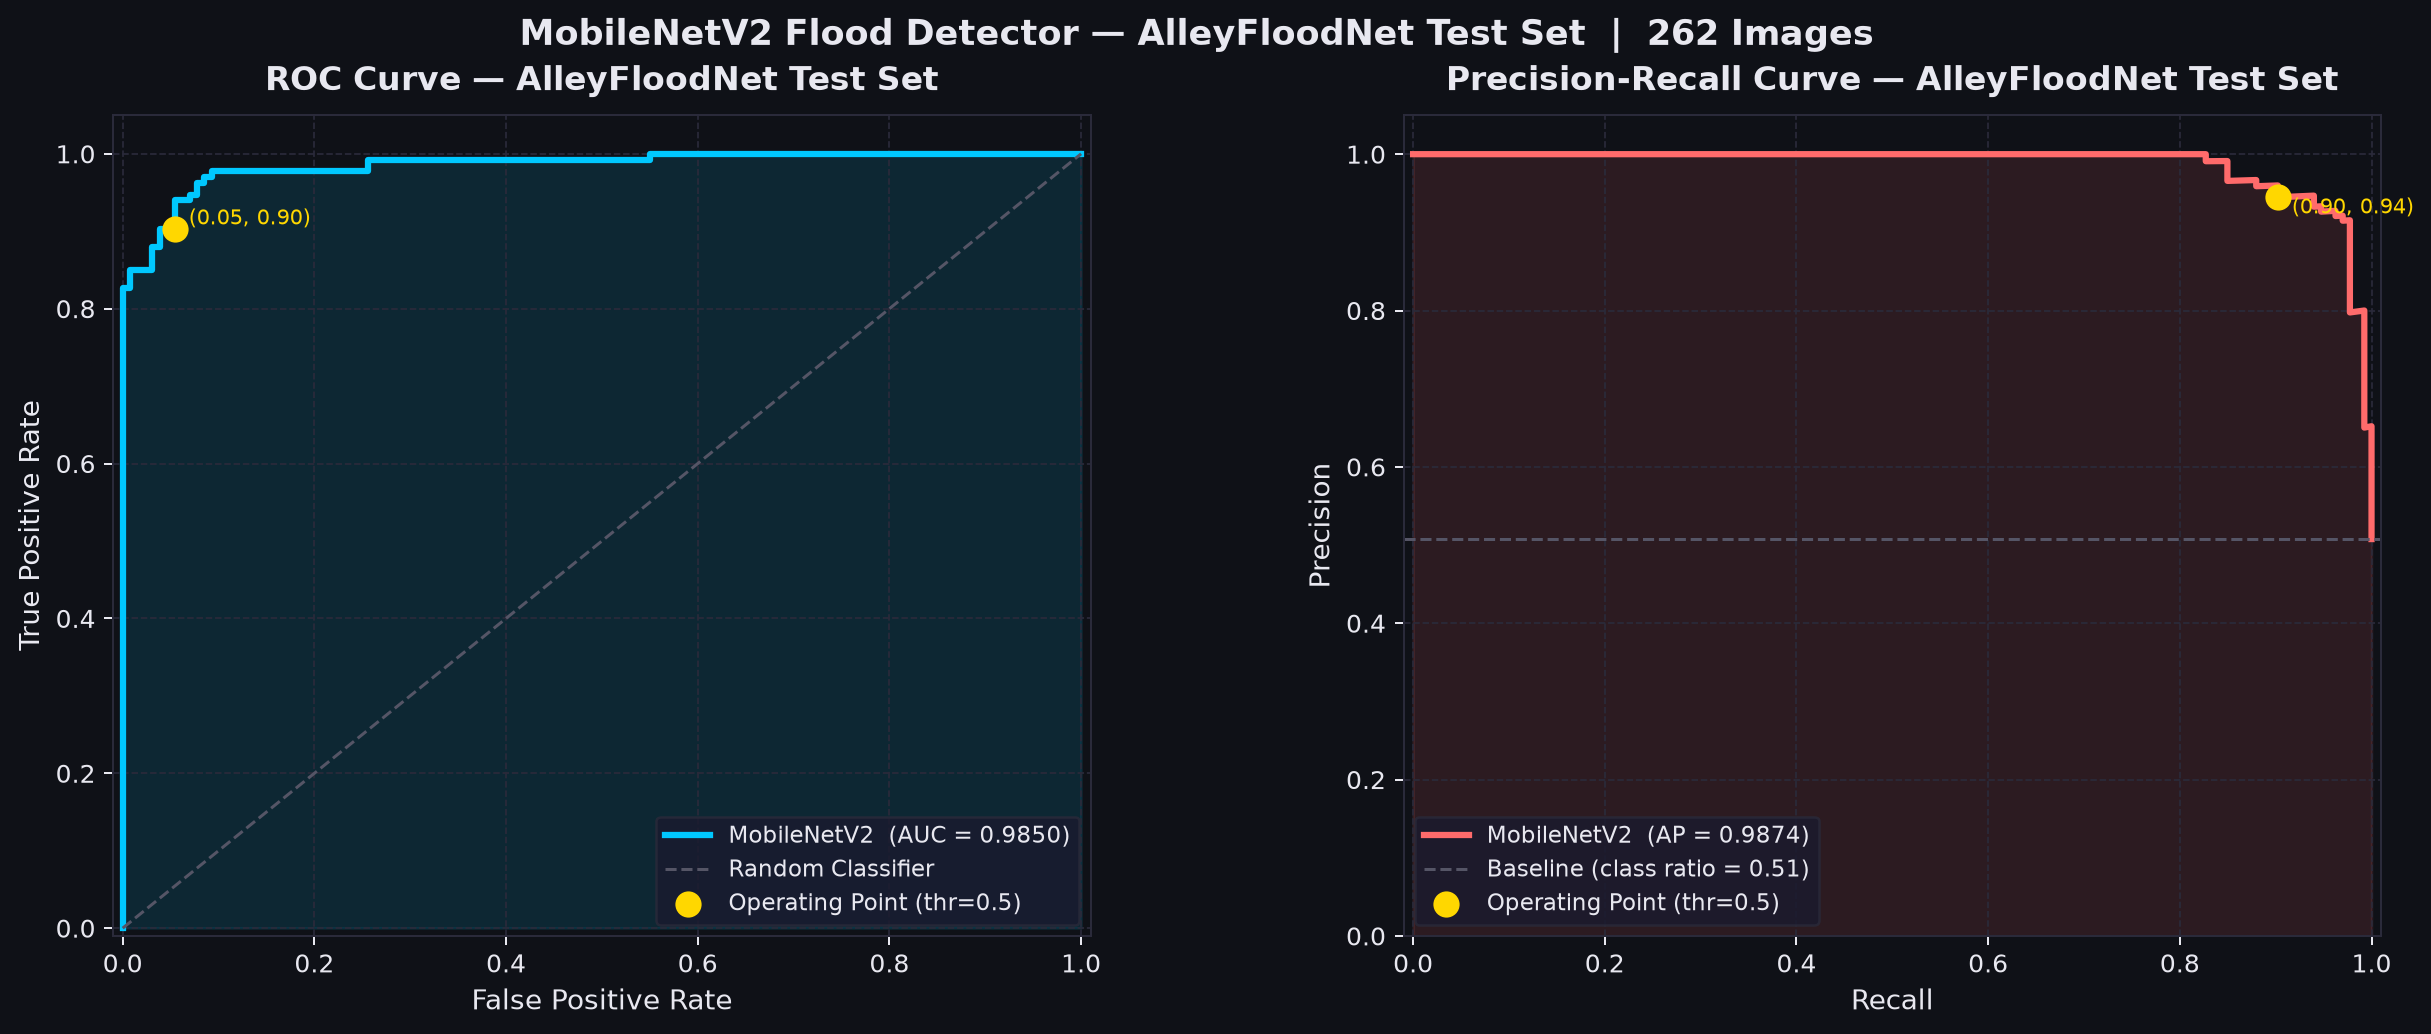 MobileNetV2 Flood Detector — AlleyFloodNet Test Set | 262 Images
ROC Curve — AlleyFloodNet Test Set
True Positive Rate
1.0
0.8
0.6
0.4
0.2
0.0
(0.05, 0.90)
MobileNetV2 (AUC = 0.9850)
Random Classifier
Operating Point (thr=0.5)
0.0 0.2 0.4 0.6 0.8 1.0
False Positive Rate
Precision-Recall Curve — AlleyFloodNet Test Set
Precision
1.0
0.8
0.6
0.4
0.2
0.0
(0.90, 0.94)
MobileNetV2 (AP = 0.9874)
Baseline (class ratio = 0.51)
Operating Point (thr=0.5)
0.0 0.2 0.4 0.6 0.8 1.0
Recall